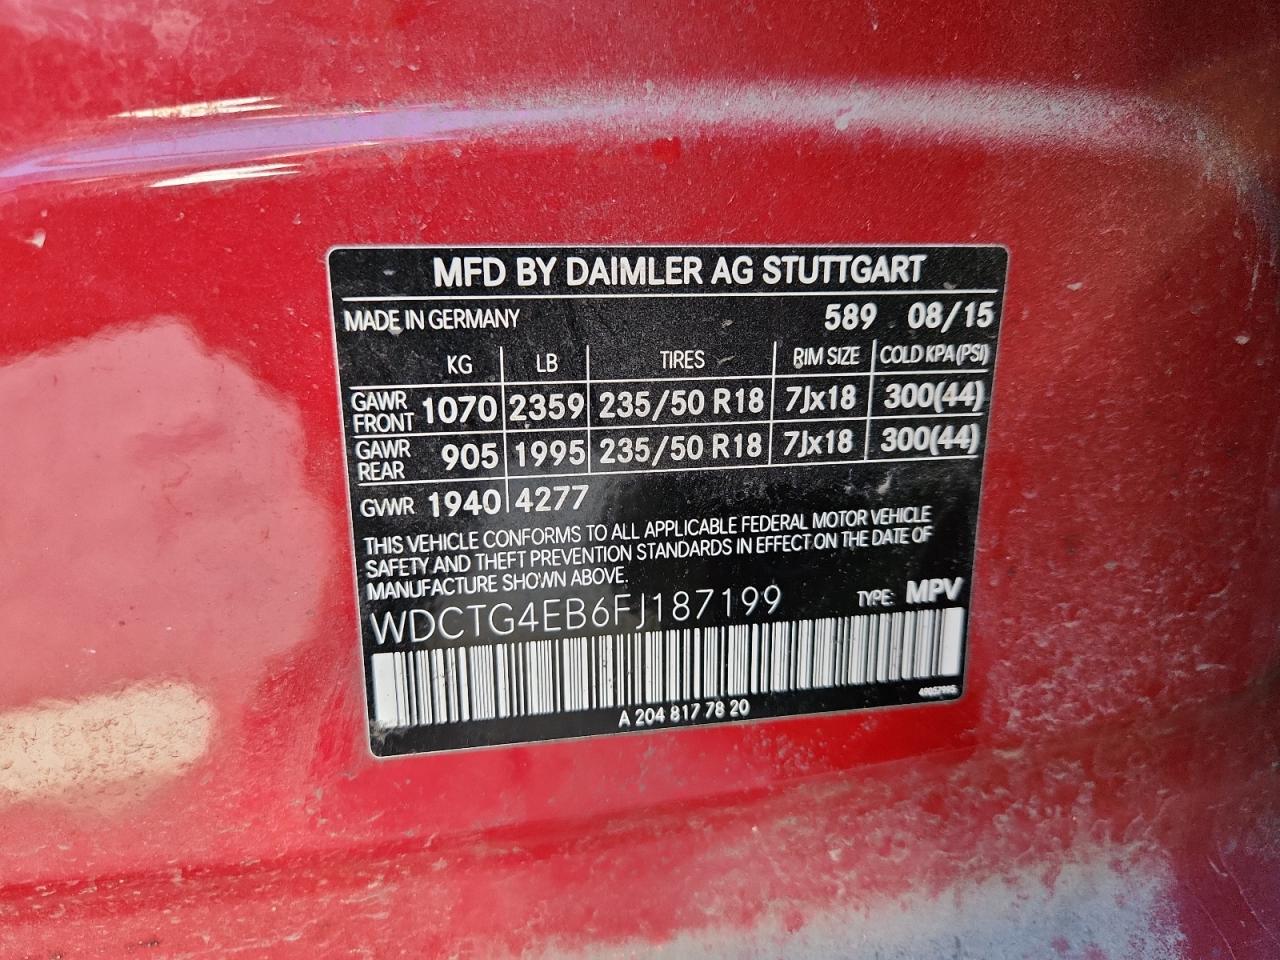 MFD BY DAIMLER AG STUTTGART
MADE IN GERMANY 589 08/15
KG LB TIRES RIM SIZE COLD KPA (PSI)
GAWR FRONT 1070 2359 235/50 R18 7Jx18 300(44)
GAWR REAR 905 1995 235/50 R18 7Jx18 300(44)
GVWR 1940 4277
THIS VEHICLE CONFORMS TO ALL APPLICABLE FEDERAL MOTOR VEHICLE
SAFETY AND THEFT PREVENTION STANDARDS IN EFFECT ON THE DATE OF
MANUFACTURE SHOWN ABOVE.
WDCTG4EB6FJ187199 TYPE: MPV
49057995
A 204 817 78 20